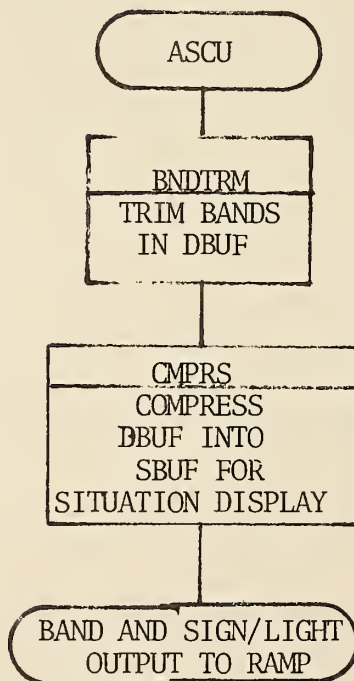 ASCU
BNDTRM
TRIM BANDS
IN DBUF
CMPRS
COMPRESS
DBUF INTO
SBUF FOR
SITUATION DISPLAY
BAND AND SIGN/LIGHT
OUTPUT TO RAMP